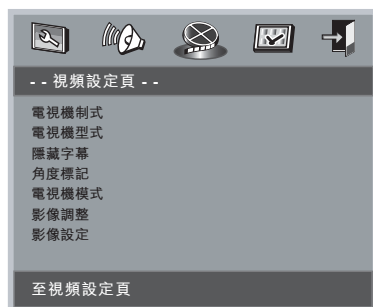 - - 視頻設定頁 - -
電視機制式
電視機型式
隱藏字幕
角度標記
電視機模式
影像調整
影像設定
至視頻設定頁